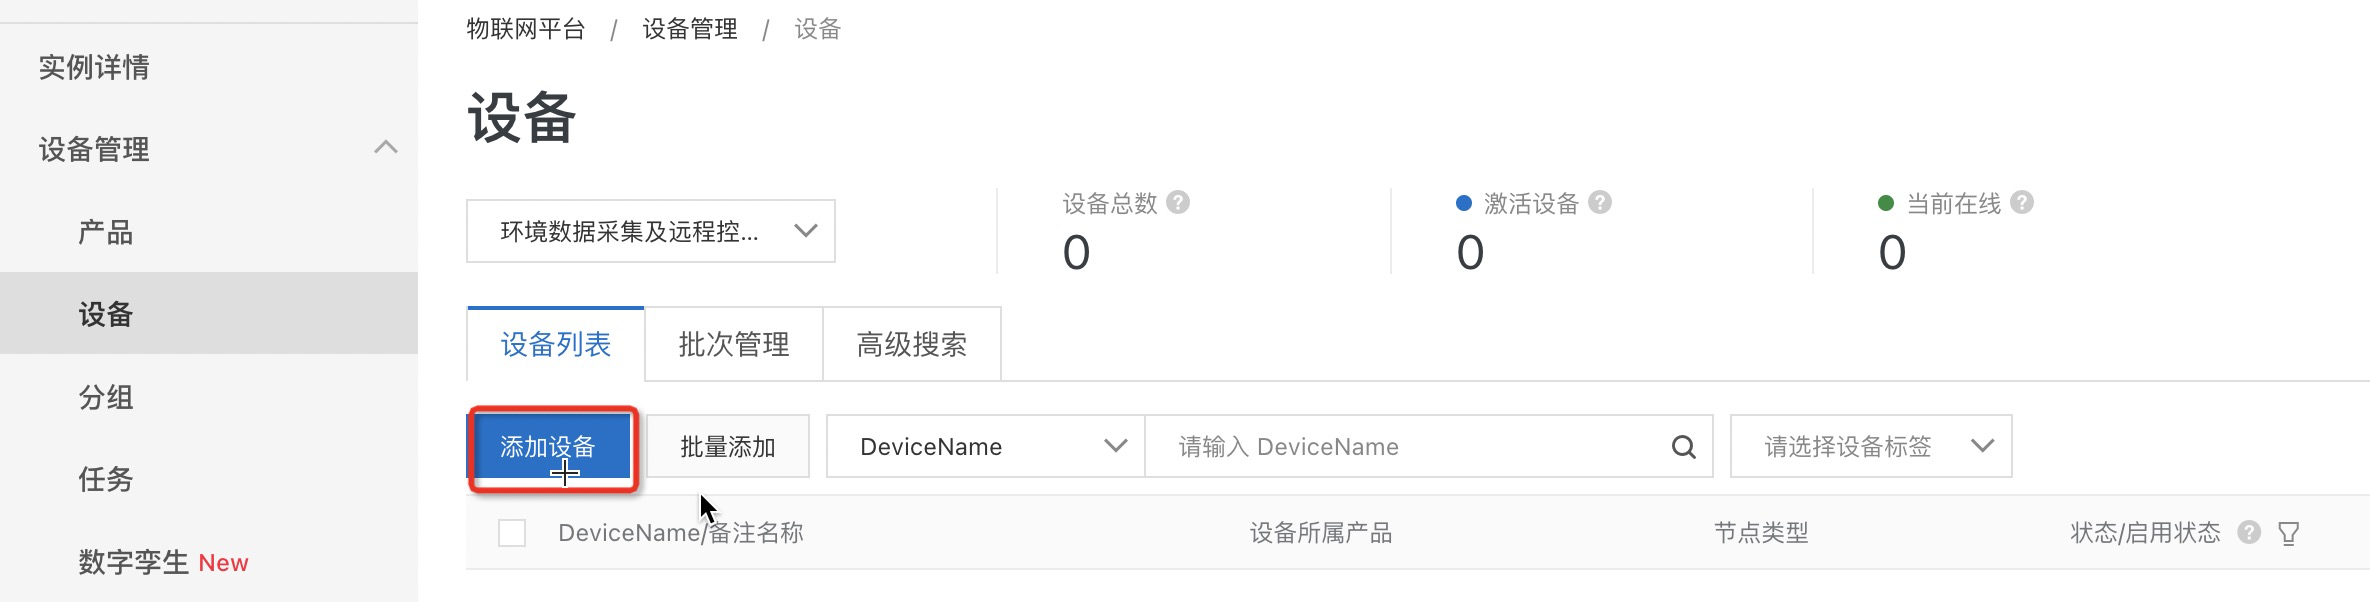 物联网平台 / 设备管理 / 设备
实例详情
设备管理
产品
设备
分组
任务
数字孪生 New
设备
环境数据采集及远程控...
设备总数 ?
0
激活设备 ?
0
当前在线 ?
0
设备列表 批次管理 高级搜索
添加设备 批量添加 DeviceName 请输入 DeviceName 请选择设备标签
DeviceName/备注名称 设备所属产品 节点类型 状态/启用状态 ?